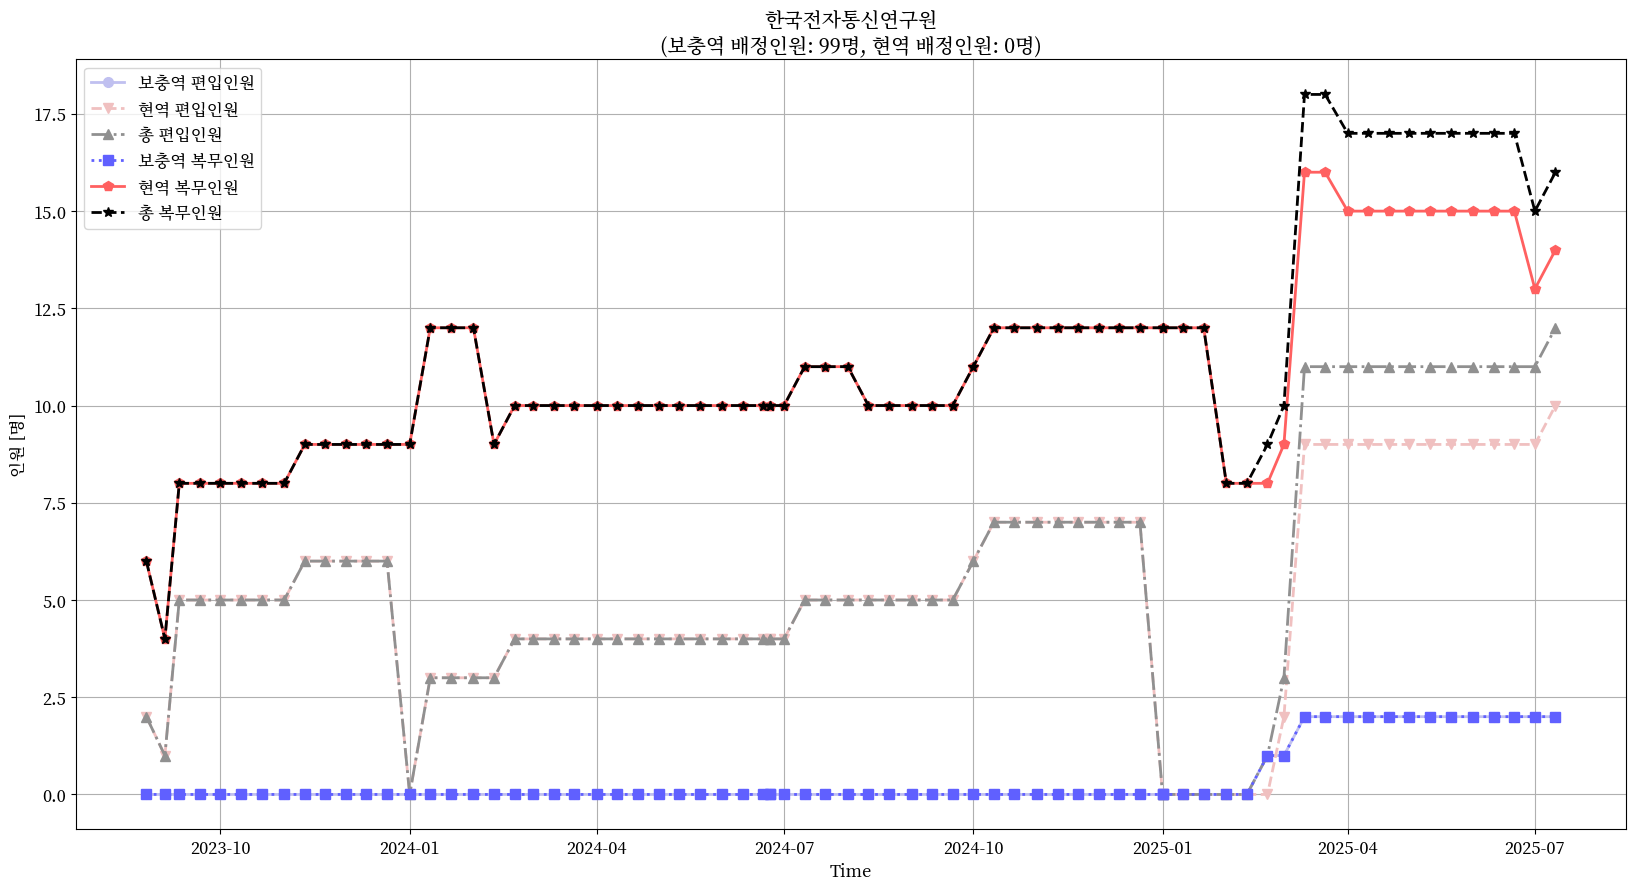 한국전자통신연구원
(보충역 배정인원: 99명, 현역 배정인원: 0명)
보충역 편입인원
현역 편입인원
총 편입인원
보충역 복무인원
현역 복무인원
총 복무인원
17.5
15.0
12.5
10.0
7.5
5.0
2.5
0.0
인원 [명]
2023-10
2024-01
2024-04
2024-07
2024-10
2025-01
2025-04
2025-07
Time